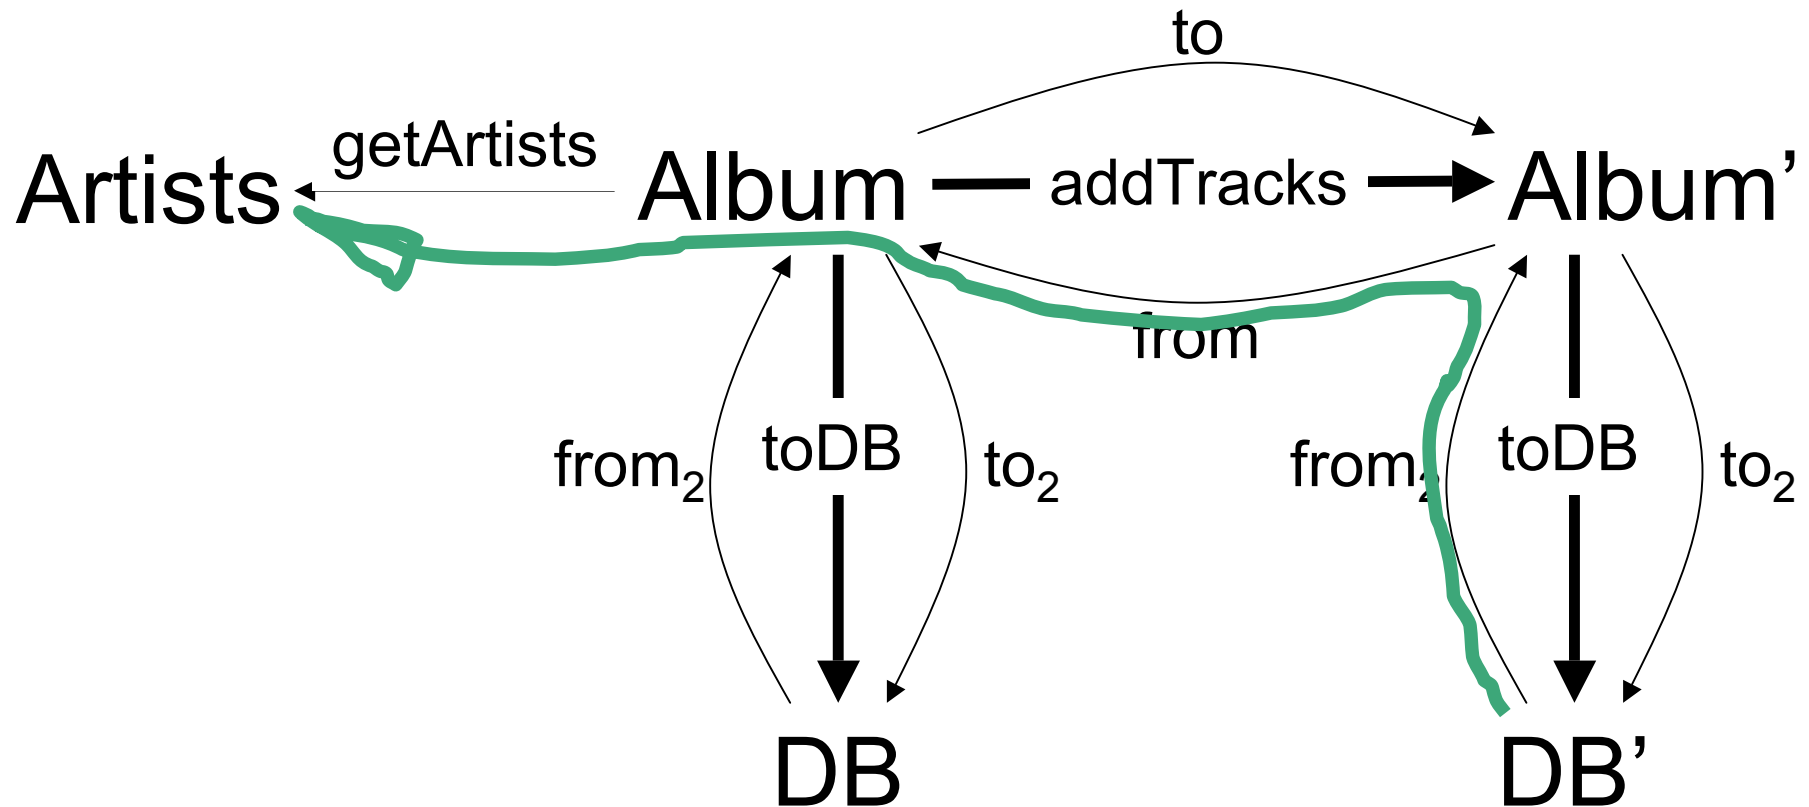 to
getArtists
Artists Album addTracks Album’
from
from₂ toDB to₂ from₂ toDB to₂
DB DB’